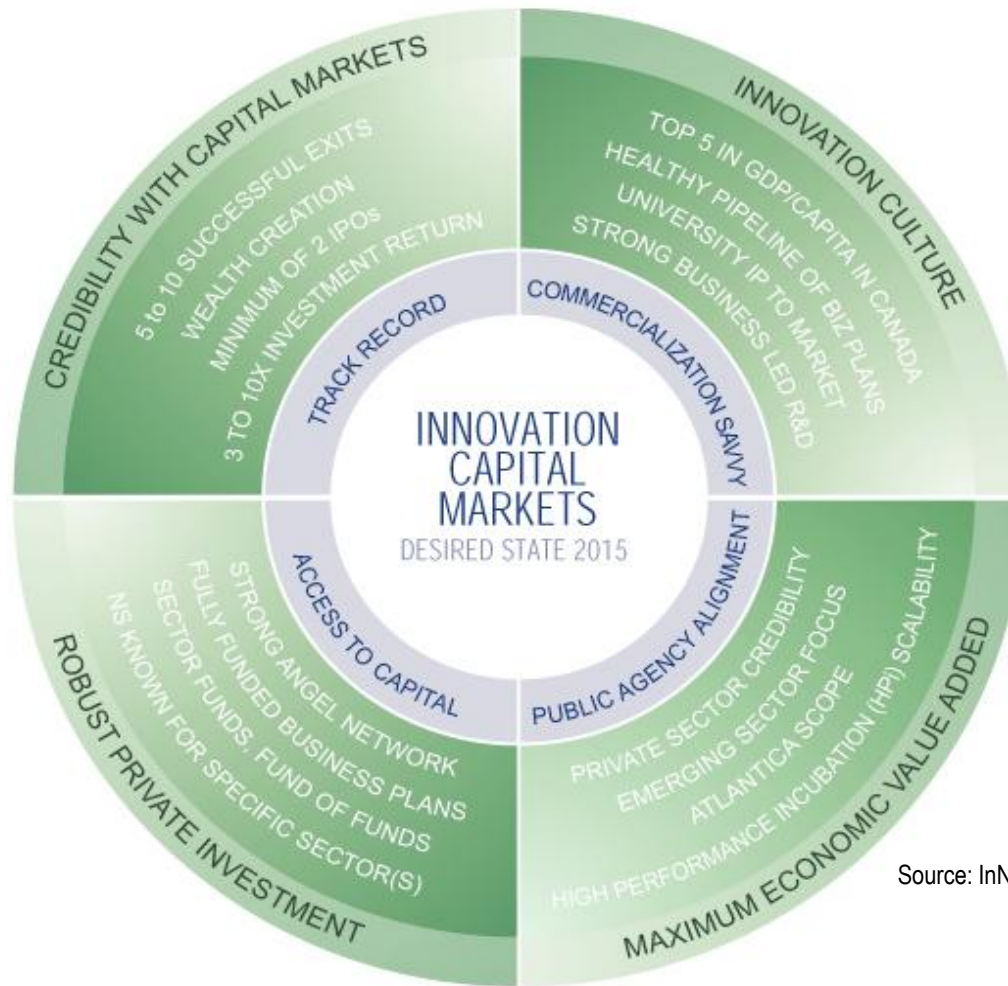 CREDIBILITY WITH CAPITAL MARKETS
5 to 10 SUCCESSFUL EXITS
WEALTH CREATION
MINIMUM OF 2 IPOs
3 TO 10X INVESTMENT RETURN
TRACK RECORD
INNOVATION CULTURE
TOP 5 IN GDP/CAPITA IN CANADA
HEALTHY PIPELINE OF BIZ PLANS
UNIVERSITY IP TO MARKET
STRONG BUSINESS LED R&D
COMMERCIALIZATION SAVVY
INNOVATION
CAPITAL
MARKETS
DESIRED STATE 2015
ACCESS TO CAPITAL
STRONG ANGEL NETWORK
FULLY FUNDED BUSINESS PLANS
SECTOR FUNDS, FUND OF FUNDS
NS KNOWN FOR SPECIFIC SECTOR(S)
ROBUST PRIVATE INVESTMENT
PUBLIC AGENCY ALIGNMENT
PRIVATE SECTOR CREDIBILITY
EMERGING SECTOR FOCUS
ATLANTICA SCOPE
HIGH PERFORMANCE INCUBATION (HPI) SCALABILITY
MAXIMUM ECONOMIC VALUE ADDED
Source: